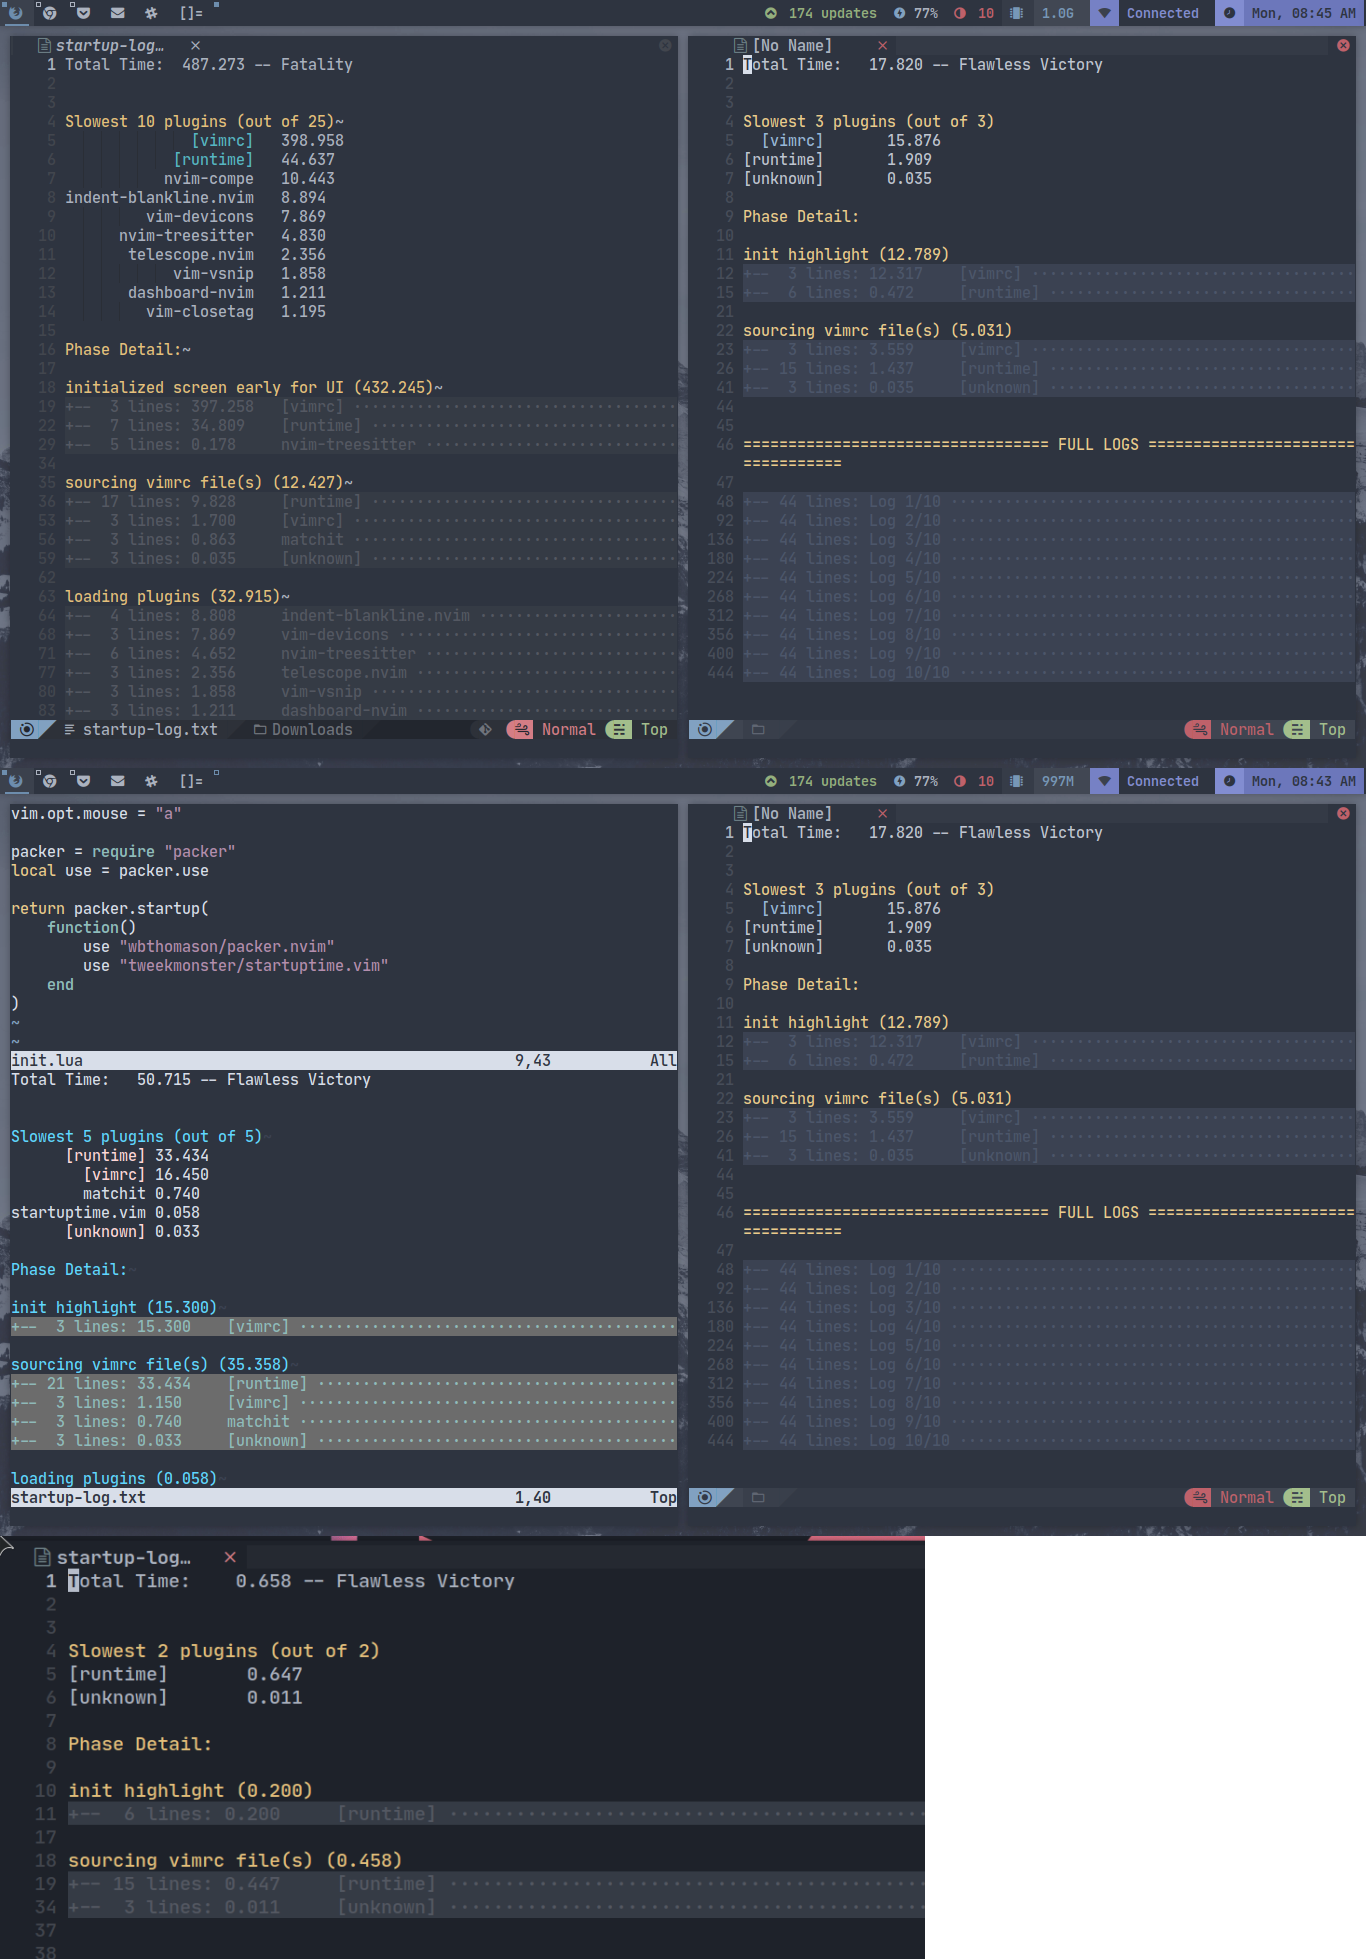 []= 174 updates 77% 10 1.0G Connected Mon, 08:45 AM
startup-log… ×
1 Total Time:  487.273 -- Fatality
2
3
4 Slowest 10 plugins (out of 25)~
5 [vimrc]   398.958
6 [runtime]   44.637
7 nvim-compe   10.443
8 indent-blankline.nvim   8.894
9 vim-devicons   7.869
10 nvim-treesitter   4.830
11 telescope.nvim   2.356
12 vim-vsnip   1.858
13 dashboard-nvim   1.211
14 vim-closetag   1.195
15
16 Phase Detail:~
17
18 initialized screen early for UI (432.245)~
19 +--  3 lines: 397.258   [vimrc] ·····
22 +--  7 lines: 34.809    [runtime] ·····
29 +--  5 lines: 0.178     nvim-treesitter ·····
34
35 sourcing vimrc file(s) (12.427)~
36 +-- 17 lines: 9.828     [runtime] ·····
53 +--  3 lines: 1.700     [vimrc] ·····
56 +--  3 lines: 0.863     matchit ·····
59 +--  3 lines: 0.035     [unknown] ·····
62
63 loading plugins (32.915)~
64 +--  4 lines: 8.808     indent-blankline.nvim ·····
68 +--  3 lines: 7.869     vim-devicons ·····
71 +--  6 lines: 4.652     nvim-treesitter ·····
77 +--  3 lines: 2.356     telescope.nvim ·····
80 +--  3 lines: 1.858     vim-vsnip ·····
83 +--  3 lines: 1.211     dashboard-nvim ·····
startup-log.txt Downloads Normal Top
[No Name] ×
1 Total Time:   17.820 -- Flawless Victory
2
3
4 Slowest 3 plugins (out of 3)
5   [vimrc]       15.876
6 [runtime]       1.909
7 [unknown]       0.035
8
9 Phase Detail:
10
11 init highlight (12.789)
12 +--  3 lines: 12.317    [vimrc] ·····
15 +--  6 lines: 0.472     [runtime] ·····
21
22 sourcing vimrc file(s) (5.031)
23 +--  3 lines: 3.559     [vimrc] ·····
26 +-- 15 lines: 1.437     [runtime] ·····
41 +--  3 lines: 0.035     [unknown] ·····
44
45
46 ================================== FULL LOGS ==================================
47
48 +-- 44 lines: Log 1/10 ·····
92 +-- 44 lines: Log 2/10 ·····
136 +-- 44 lines: Log 3/10 ·····
180 +-- 44 lines: Log 4/10 ·····
224 +-- 44 lines: Log 5/10 ·····
268 +-- 44 lines: Log 6/10 ·····
312 +-- 44 lines: Log 7/10 ·····
356 +-- 44 lines: Log 8/10 ·····
400 +-- 44 lines: Log 9/10 ·····
444 +-- 44 lines: Log 10/10 ·····
Normal Top
[]= 174 updates 77% 10 997M Connected Mon, 08:43 AM
vim.opt.mouse = "a"
packer = require "packer"
local use = packer.use
return packer.startup(
    function()
        use "wbthomason/packer.nvim"
        use "tweekmonster/startuptime.vim"
    end
)
~
~
init.lua 9,43 All
Total Time:   50.715 -- Flawless Victory
Slowest 5 plugins (out of 5)~
[runtime] 33.434
[vimrc] 16.450
matchit 0.740
startuptime.vim 0.058
[unknown] 0.033
Phase Detail:~
init highlight (15.300)~
+--  3 lines: 15.300    [vimrc] ·····
sourcing vimrc file(s) (35.358)~
+-- 21 lines: 33.434    [runtime] ·····
+--  3 lines: 1.150     [vimrc] ·····
+--  3 lines: 0.740     matchit ·····
+--  3 lines: 0.033     [unknown] ·····
loading plugins (0.058)~
startup-log.txt 1,40 Top
[No Name] ×
1 Total Time:   17.820 -- Flawless Victory
2
3
4 Slowest 3 plugins (out of 3)
5   [vimrc]       15.876
6 [runtime]       1.909
7 [unknown]       0.035
8
9 Phase Detail:
10
11 init highlight (12.789)
12 +--  3 lines: 12.317    [vimrc] ·····
15 +--  6 lines: 0.472     [runtime] ·····
21
22 sourcing vimrc file(s) (5.031)
23 +--  3 lines: 3.559     [vimrc] ·····
26 +-- 15 lines: 1.437     [runtime] ·····
41 +--  3 lines: 0.035     [unknown] ·····
44
45
46 ================================== FULL LOGS ==================================
47
48 +-- 44 lines: Log 1/10 ·····
92 +-- 44 lines: Log 2/10 ·····
136 +-- 44 lines: Log 3/10 ·····
180 +-- 44 lines: Log 4/10 ·····
224 +-- 44 lines: Log 5/10 ·····
268 +-- 44 lines: Log 6/10 ·····
312 +-- 44 lines: Log 7/10 ·····
356 +-- 44 lines: Log 8/10 ·····
400 +-- 44 lines: Log 9/10 ·····
444 +-- 44 lines: Log 10/10 ·····
Normal Top
startup-log… ×
1 Total Time:    0.658 -- Flawless Victory
2
3
4 Slowest 2 plugins (out of 2)
5 [runtime]       0.647
6 [unknown]       0.011
7
8 Phase Detail:
9
10 init highlight (0.200)
11 +--  6 lines: 0.200     [runtime] ·····
17
18 sourcing vimrc file(s) (0.458)
19 +-- 15 lines: 0.447     [runtime] ·····
34 +--  3 lines: 0.011     [unknown] ·····
37
38